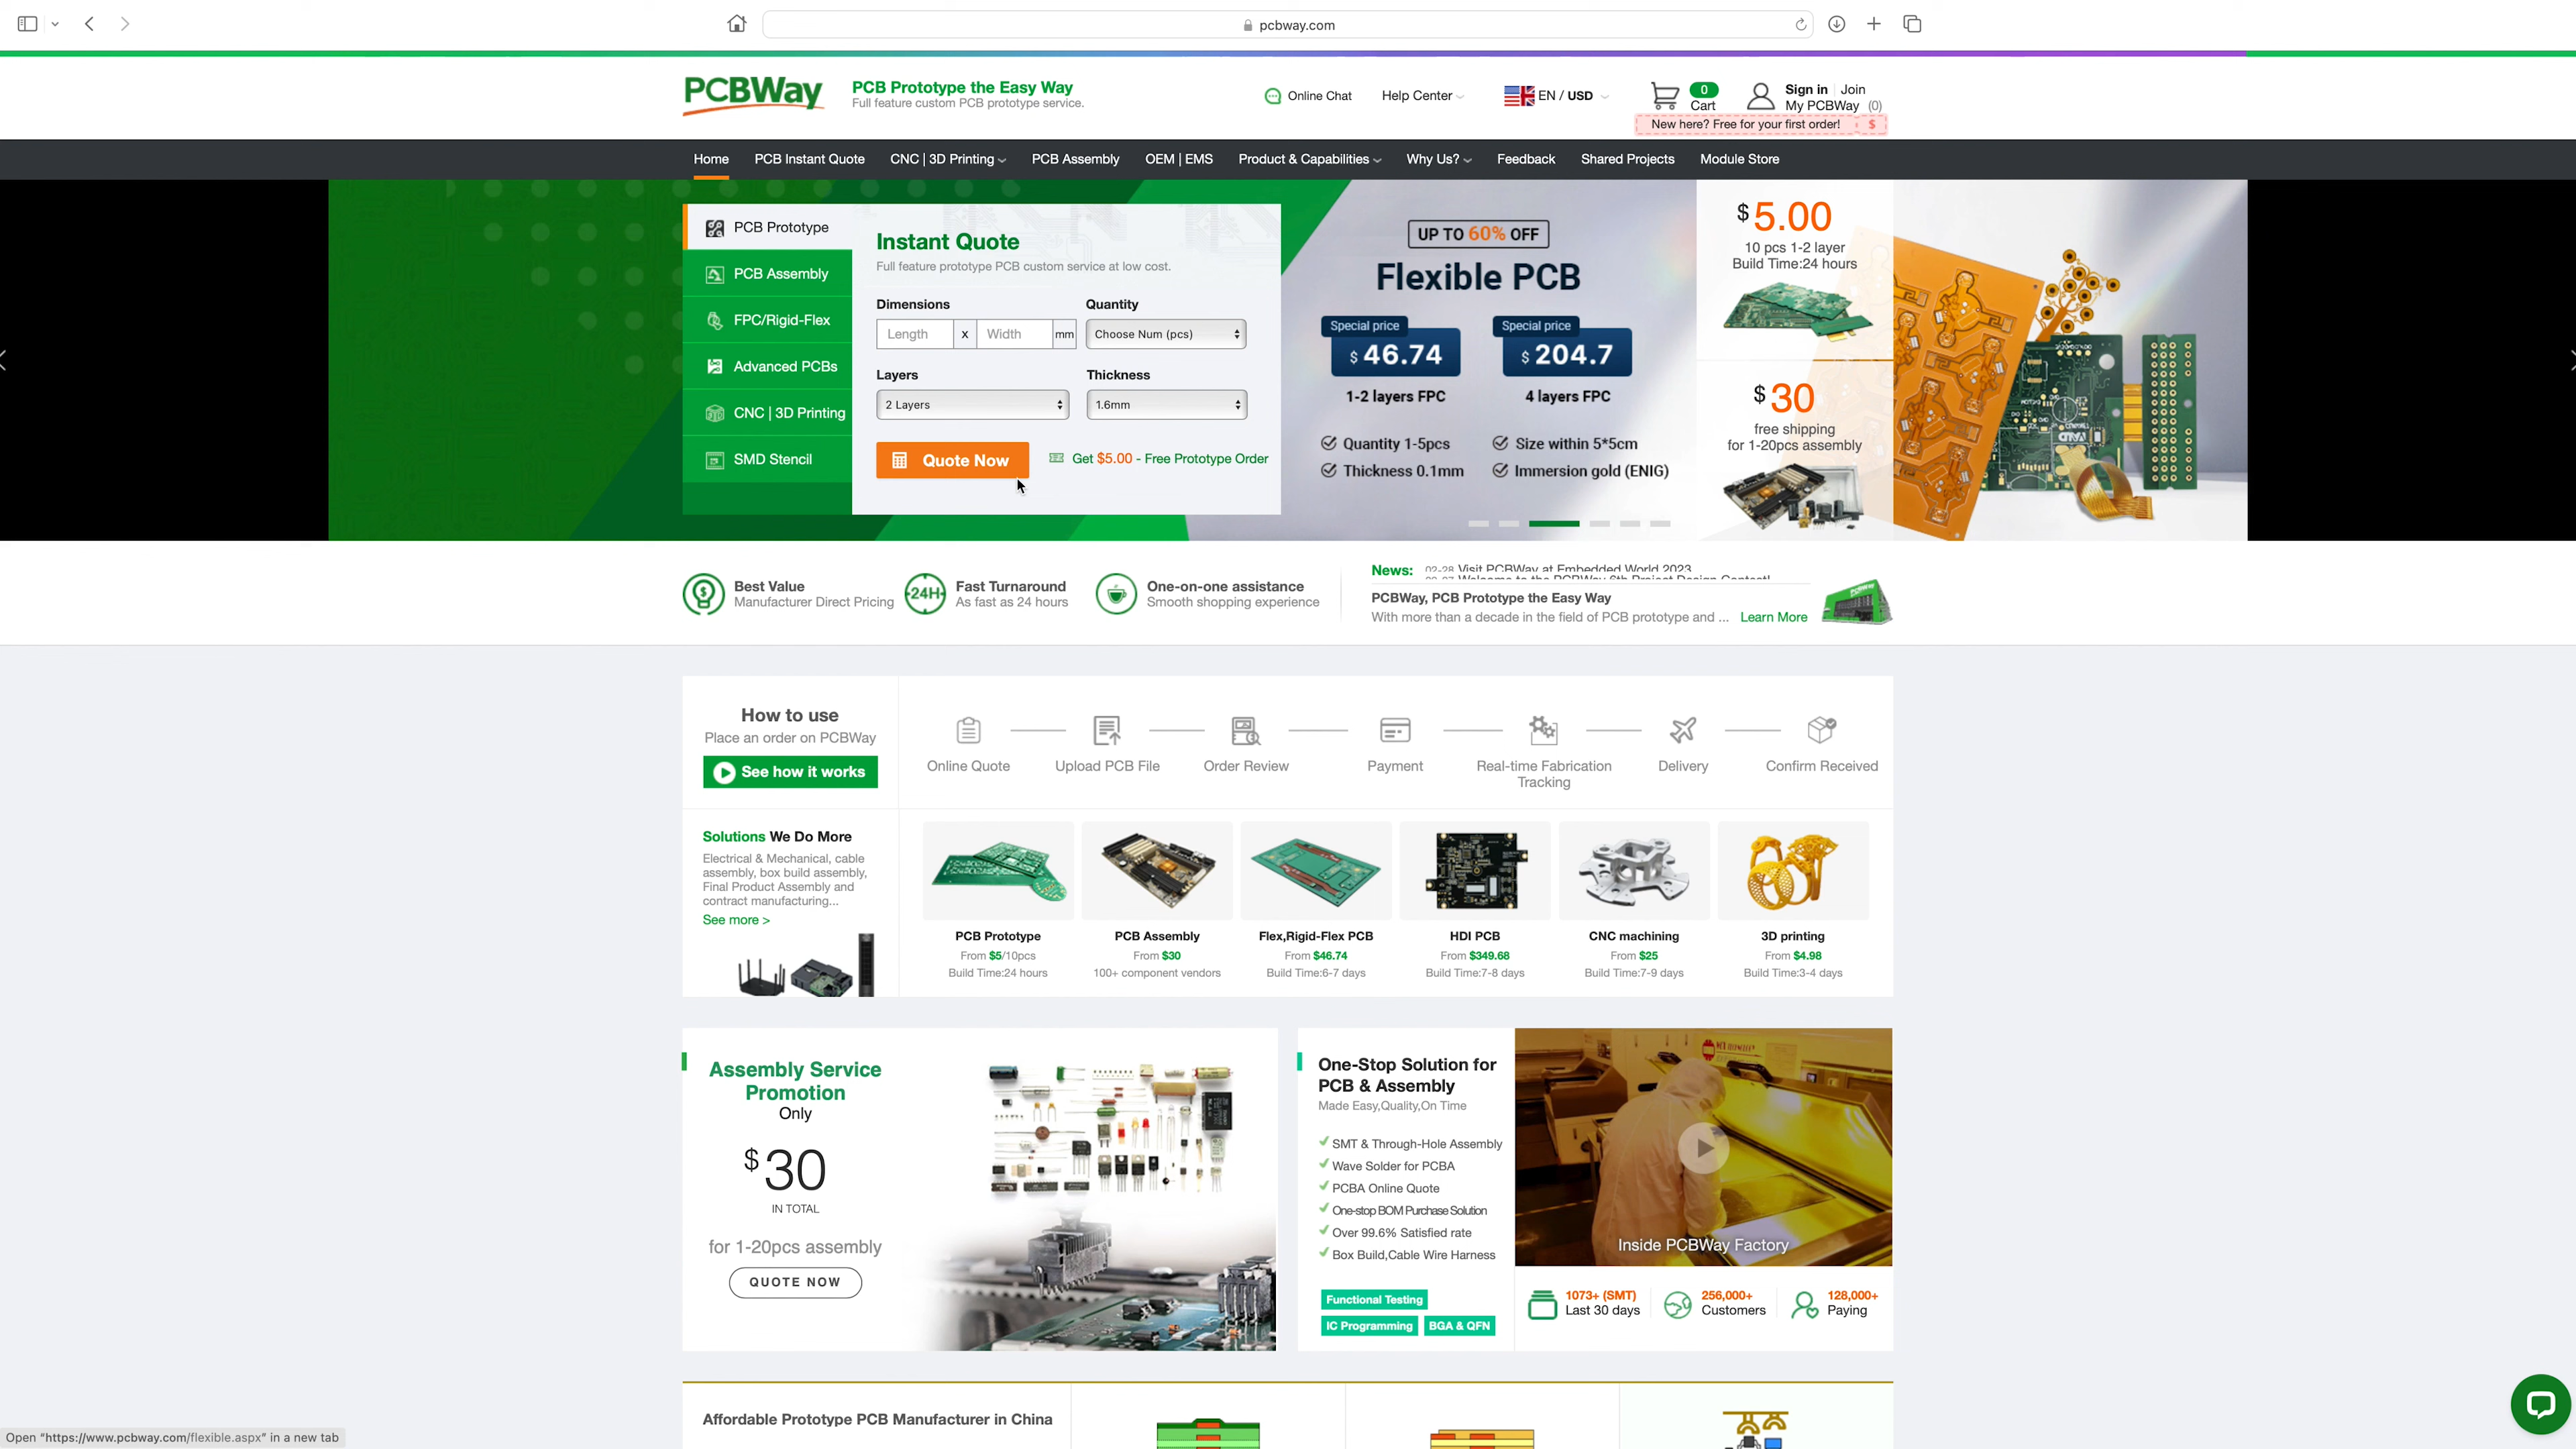 pcbway.com
PCBWay
PCB Prototype the Easy Way
Full feature custom PCB prototype service.
Online Chat
Help Center
EN / USD
0
Cart
Sign in
Join
My PCBWay (0)
New here? Free for your first order!
$
Home
PCB Instant Quote
CNC | 3D Printing
PCB Assembly
OEM | EMS
Product & Capabilities
Why Us?
Feedback
Shared Projects
Module Store
PCB Prototype
PCB Assembly
FPC/Rigid-Flex
Advanced PCBs
CNC | 3D Printing
SMD Stencil
Instant Quote
Full feature prototype PCB custom service at low cost.
Dimensions
Quantity
Length
x
Width
mm
Choose Num (pcs)
Layers
Thickness
2 Layers
1.6mm
Quote Now
Get $5.00 - Free Prototype Order
UP TO 60% OFF
Flexible PCB
Special price
$ 46.74
1-2 layers FPC
Special price
$ 204.7
4 layers FPC
Quantity 1-5pcs
Size within 5*5cm
Thickness 0.1mm
Immersion gold (ENIG)
$5.00
10 pcs 1-2 layer
Build Time:24 hours
$30
free shipping
for 1-20pcs assembly
Best Value
Manufacturer Direct Pricing
24H
Fast Turnaround
As fast as 24 hours
One-on-one assistance
Smooth shopping experience
News:
02-28 Visit PCBWay at Embedded World 2023
Welcome to the PCBWay 6th Project Design Contest!
PCBWay, PCB Prototype the Easy Way
With more than a decade in the field of PCB prototype and ...
Learn More
How to use
Place an order on PCBWay
See how it works
Online Quote
Upload PCB File
Order Review
Payment
Real-time Fabrication
Tracking
Delivery
Confirm Received
Solutions We Do More
Electrical & Mechanical, cable
assembly, box build assembly,
Final Product Assembly and
contract manufacturing...
See more >
PCB Prototype
From $5/10pcs
Build Time:24 hours
PCB Assembly
From $30
100+ component vendors
Flex,Rigid-Flex PCB
From $46.74
Build Time:6-7 days
HDI PCB
From $349.68
Build Time:7-8 days
CNC machining
From $25
Build Time:7-9 days
3D printing
From $4.98
Build Time:3-4 days
Assembly Service
Promotion
Only
$30
IN TOTAL
for 1-20pcs assembly
QUOTE NOW
One-Stop Solution for
PCB & Assembly
Made Easy,Quality,On Time
SMT & Through-Hole Assembly
Wave Solder for PCBA
PCBA Online Quote
One-stop BOM Purchase Solution
Over 99.6% Satisfied rate
Box Build,Cable Wire Harness
Functional Testing
IC Programming
BGA & QFN
Inside PCBWay Factory
1073+ (SMT)
Last 30 days
256,000+
Customers
128,000+
Paying
Affordable Prototype PCB Manufacturer in China
Open "https://www.pcbway.com/flexible.aspx" in a new tab